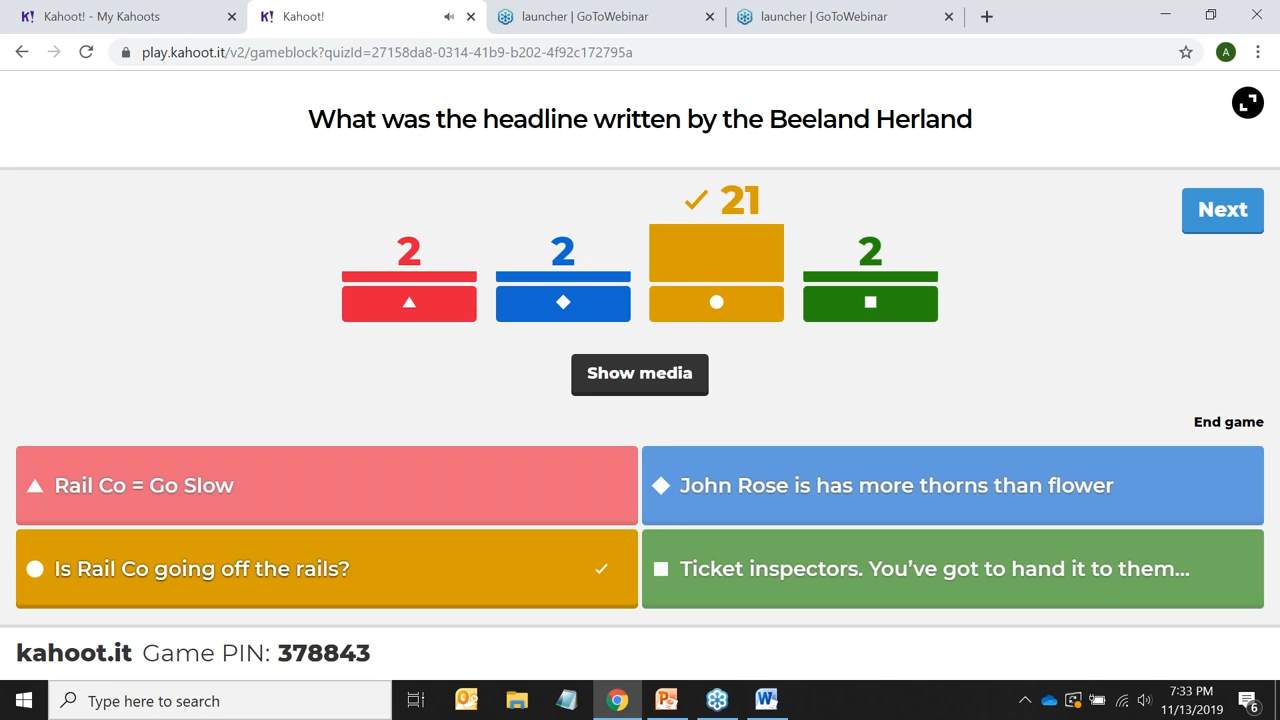 Kahoot! - My Kahoots
Kahoot!
launcher | GoToWebinar
launcher | GoToWebinar
play.kahoot.it/v2/gameblock?quizId=27158da8-0314-41b9-b202-4f92c172795a
A
What was the headline written by the Beeland Herland
2
2
21
2
Next
Show media
End game
Rail Co = Go Slow
John Rose is has more thorns than flower
Is Rail Co going off the rails?
Ticket inspectors. You’ve got to hand it to them...
kahoot.it Game PIN: 378843
Type here to search
7:33 PM
11/13/2019
6